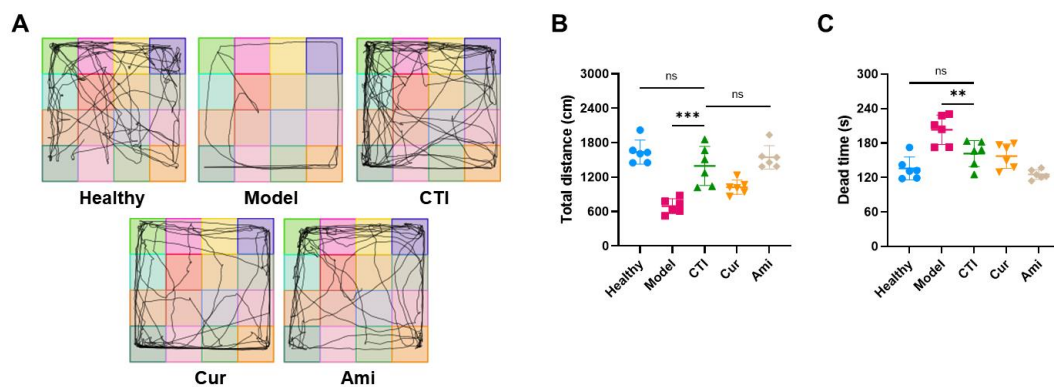 A
Healthy
Model
CTI
Cur
Ami
B
Total distance (cm)
3000
2400
1800
1200
600
0
ns
ns
***
Healthy
Model
CTI
Cur
Ami
C
Dead time (s)
300
240
180
120
60
0
ns
**
Healthy
Model
CTI
Cur
Ami